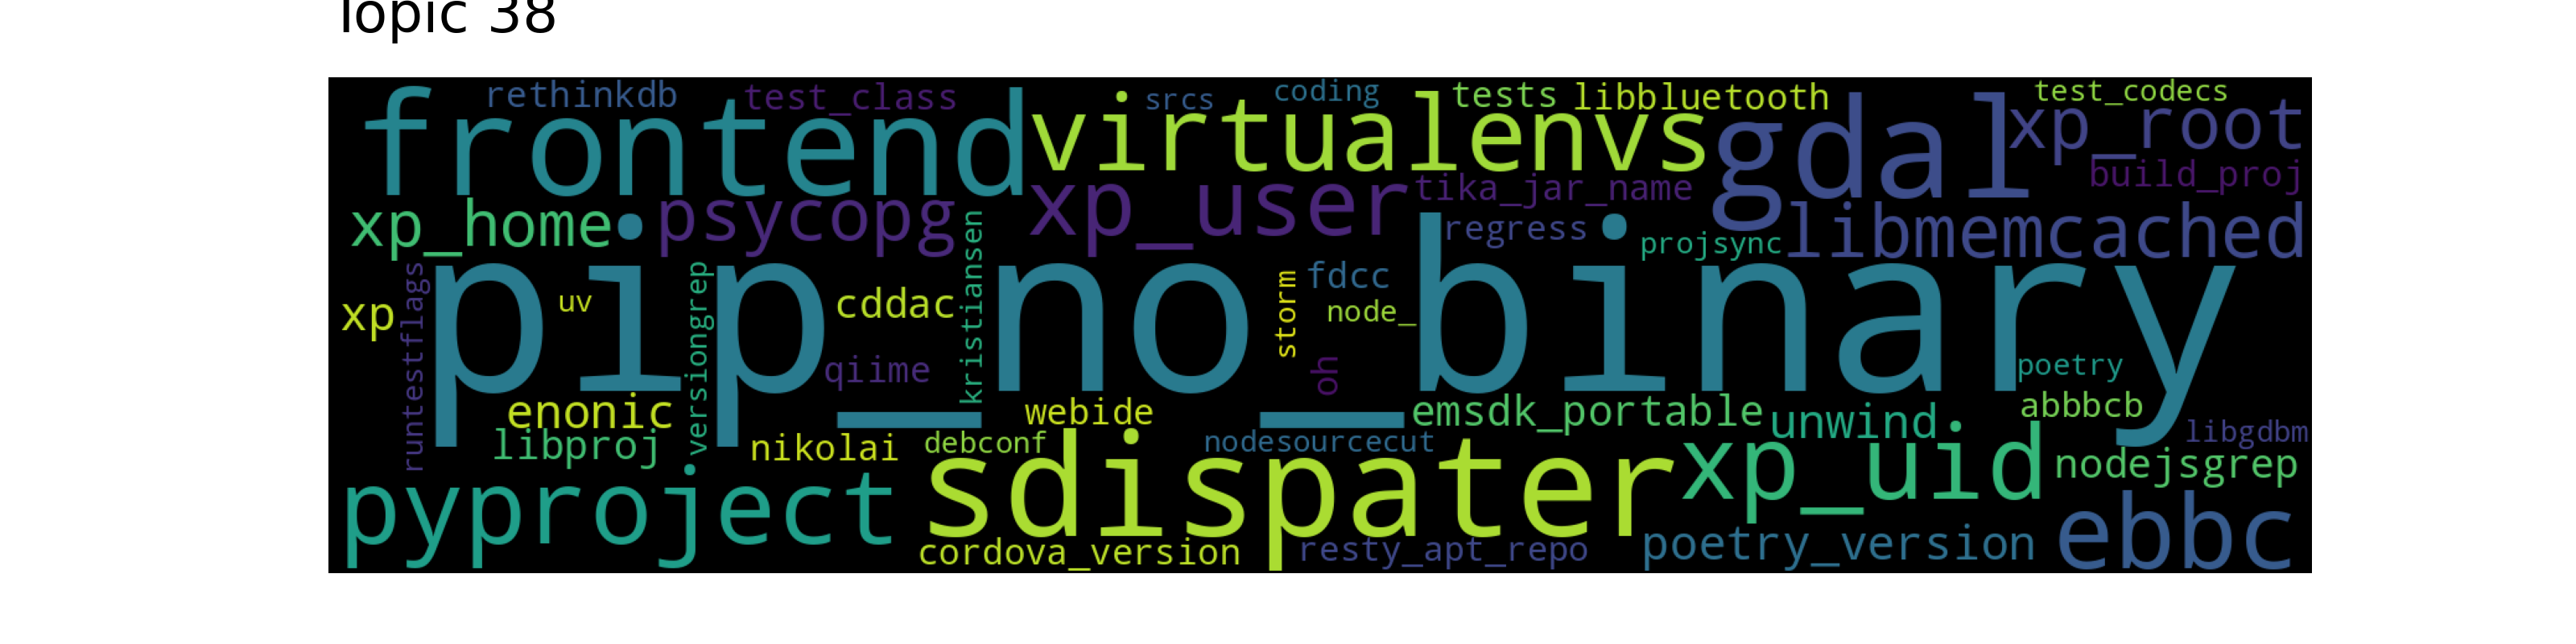 Topic 38
rethinkdb test_class srcs coding tests libbluetooth test_codecs
frontend virtualenvs gdal xp_root
build_proj
xp_home psycopg xp_user tika_jar_name
regress projsync libmemcached
kristiansen
runtestflags
versiongrep
xp uv cddac storm fdcc node_
pip_no_binary
qiime oh poetry
enonic webide emsdk_portable unwind abbbcb
libproj nikolai debconf nodesourcecut libgdbm
pyproject sdispater xp_uid nodejsgrep
cordova_version resty_apt_repo poetry_version ebbc